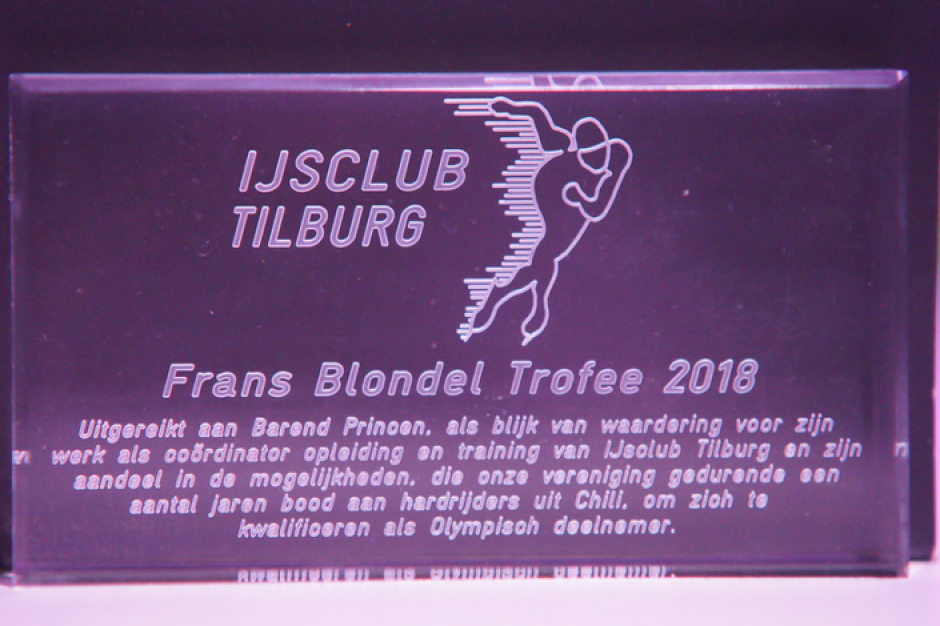 IJSCLUB
TILBURG
Frans Blondel Trofee 2018
Uitgereikt aan Barend Princen, als blijk van waardering voor zijn
werk als coördinator opleiding en training van IJsclub Tilburg en zijn
aandeel in de mogelijkheden, die onze vereniging gedurende een
aantal jaren bood aan hardrijders uit Chili, om zich te
kwalificeren als Olympisch deelnemer.